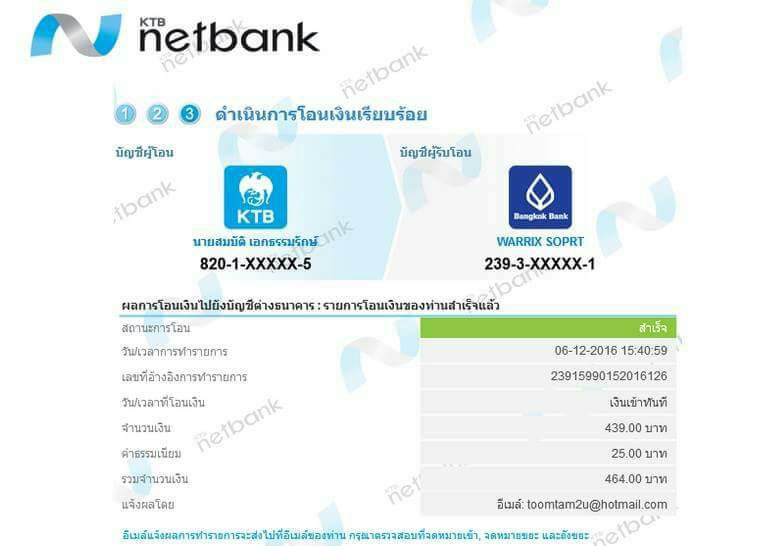 KTB
netbank
1 2 3 ดำเนินการโอนเงินเรียบร้อย
บัญชีผู้โอน
บัญชีผู้รับโอน
KTB
Bangkok Bank
นายสมบัติ เอกธรรมรักษ์
WARRIX SOPRT
820-1-XXXXX-5
239-3-XXXXX-1
ผลการโอนเงินไปยังบัญชีต่างธนาคาร : รายการโอนเงินของท่านสำเร็จแล้ว
สถานะการโอน สำเร็จ
วัน/เวลาการทำรายการ 06-12-2016 15:40:59
เลขที่อ้างอิงการทำรายการ 23915990152016126
วัน/เวลาที่โอนเงิน เงินเข้าทันที
จำนวนเงิน 439.00 บาท
ค่าธรรมเนียม 25.00 บาท
รวมจำนวนเงิน 464.00 บาท
แจ้งผลโดย อีเมล์: toomtam2u@hotmail.com
อีเมล์แจ้งผลการทำรายการจะส่งไปที่อีเมล์ของท่าน กรุณาตรวจสอบที่จดหมายเข้า, จดหมายขยะ และถังขยะ